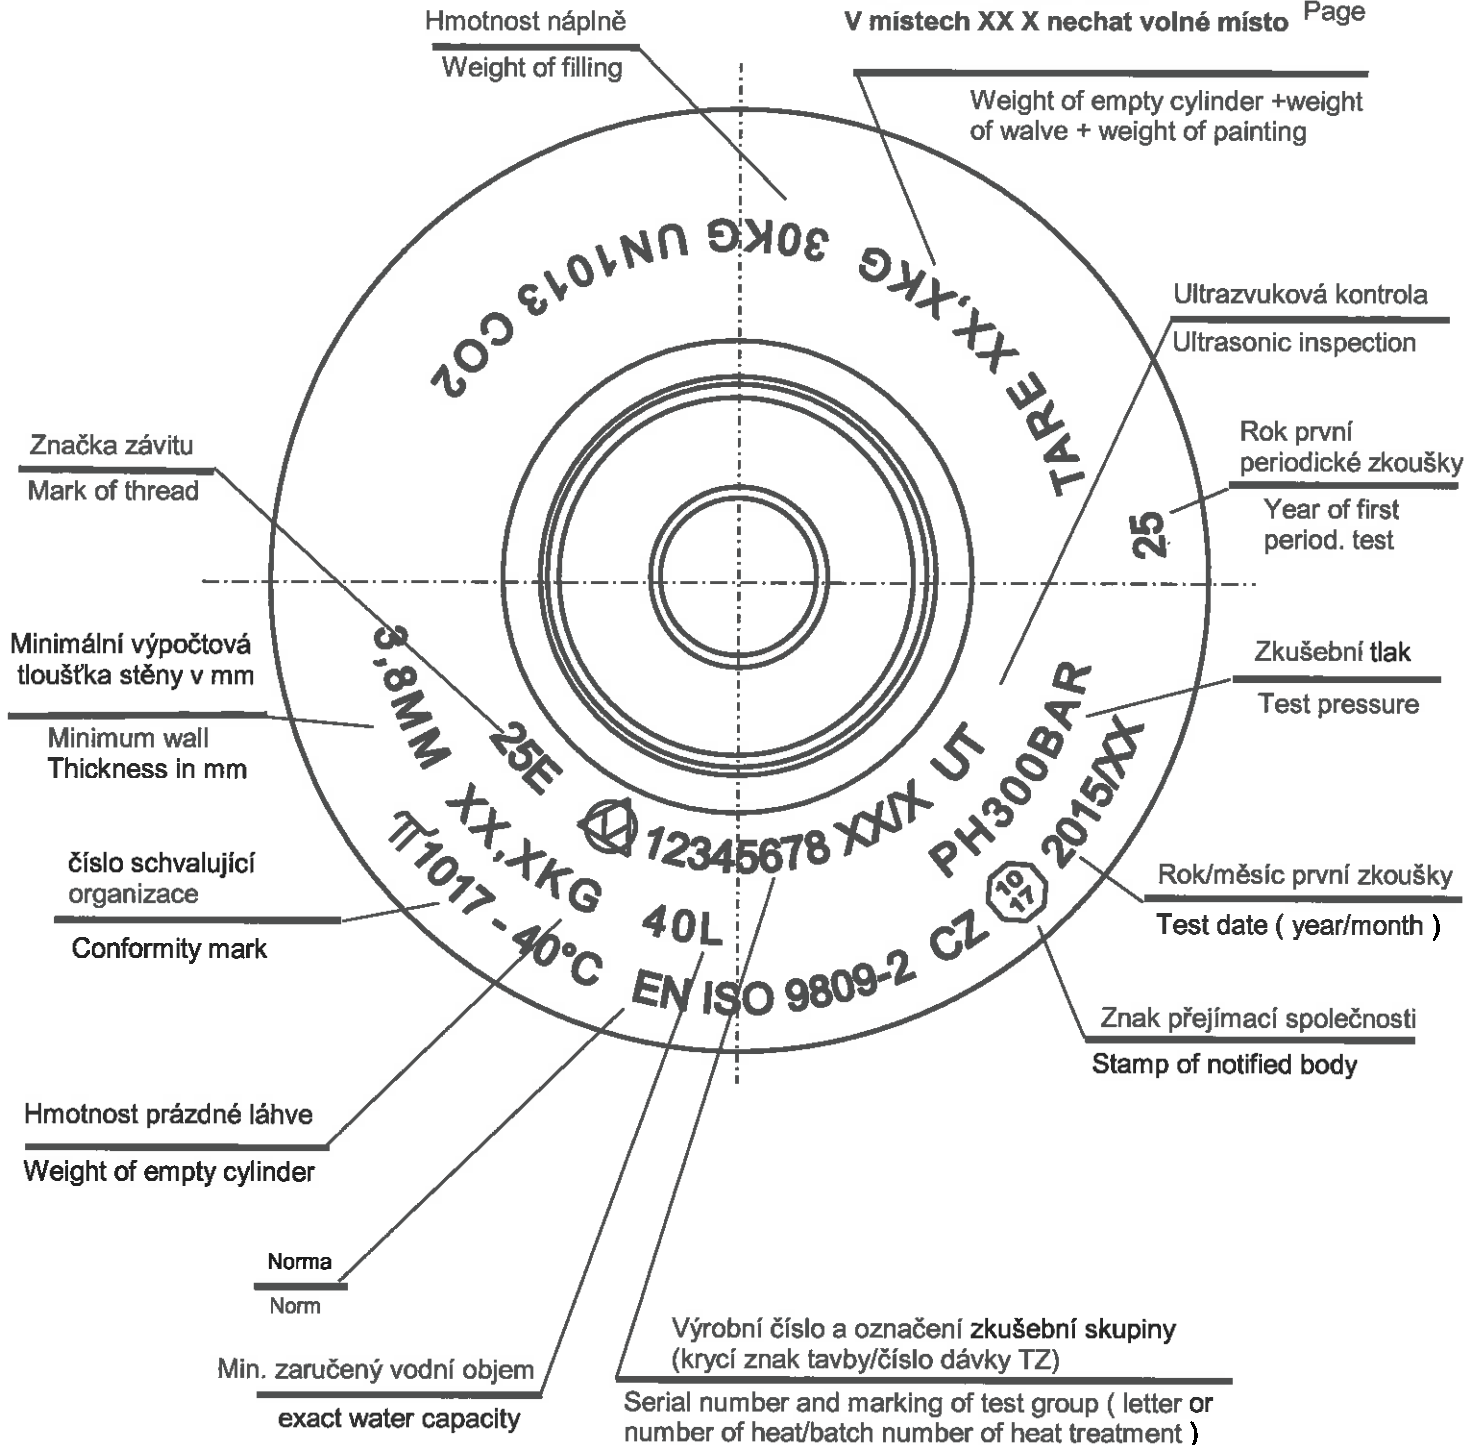 Hmotnost náplně
Weight of filling
V místech XX X nechat volné místo
Page
Weight of empty cylinder +weight
of walve + weight of painting
UN1013 CO2
30KG
TARE XX,XKG
Ultrazvuková kontrola
Ultrasonic inspection
Značka závitu
Mark of thread
Rok první
periodické zkoušky
Year of first
period. test
25
Minimální výpočtová
tloušťka stěny v mm
Minimum wall
Thickness in mm
Zkušební tlak
Test pressure
25E 12345678 XX/X UT
3,8MM XX,XKG 40L PH300BAR
π1017 - 40°C EN ISO 9809-2 CZ 10 17 2015/XX
číslo schvalující
organizace
Conformity mark
Rok/měsíc první zkoušky
Test date ( year/month )
Znak přejímací společnosti
Stamp of notified body
Hmotnost prázdné láhve
Weight of empty cylinder
Norma
Norm
Min. zaručený vodní objem
exact water capacity
Výrobní číslo a označení zkušební skupiny
(krycí znak tavby/číslo dávky TZ)
Serial number and marking of test group ( letter or
number of heat/batch number of heat treatment )